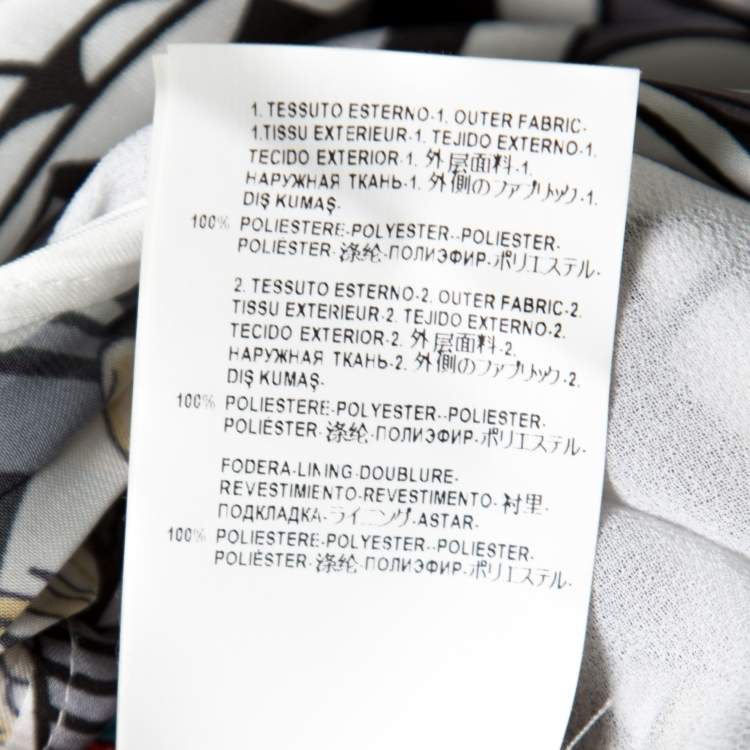 1. TESSUTO ESTERNO-1. OUTER FABRIC-
1.TISSU EXTERIEUR-1. TEJIDO EXTERNO-1.
TECIDO EXTERIOR-1. 外层面料-1.
НАРУЖНАЯ ТКАНЬ-1. 外側のファブリック-1.
DIŞ KUMAŞ-
100% POLIESTERE-POLYESTER--POLIESTER-
POLIÉSTER-涤纶-ПОЛИЭФИР-ポリエステル-
2. TESSUTO ESTERNO-2. OUTER FABRIC-2.
TISSU EXTERIEUR-2. TEJIDO EXTERNO-2.
TECIDO EXTERIOR-2. 外层面料-2.
НАРУЖНАЯ ТКАНЬ-2. 外側のファブリック-2.
DIŞ KUMAŞ-
100% POLIESTERE-POLYESTER--POLIESTER-
POLIÉSTER-涤纶-ПОЛИЭФИР-ポリエステル-
FODERA-LINING-DOUBLURE-
REVESTIMIENTO-REVESTIMENTO-衬里-
ПОДКЛАДКА-ライニング-ASTAR-
100% POLIESTERE-POLYESTER--POLIESTER-
POLIÉSTER-涤纶-ПОЛИЭФИР-ポリエステル-